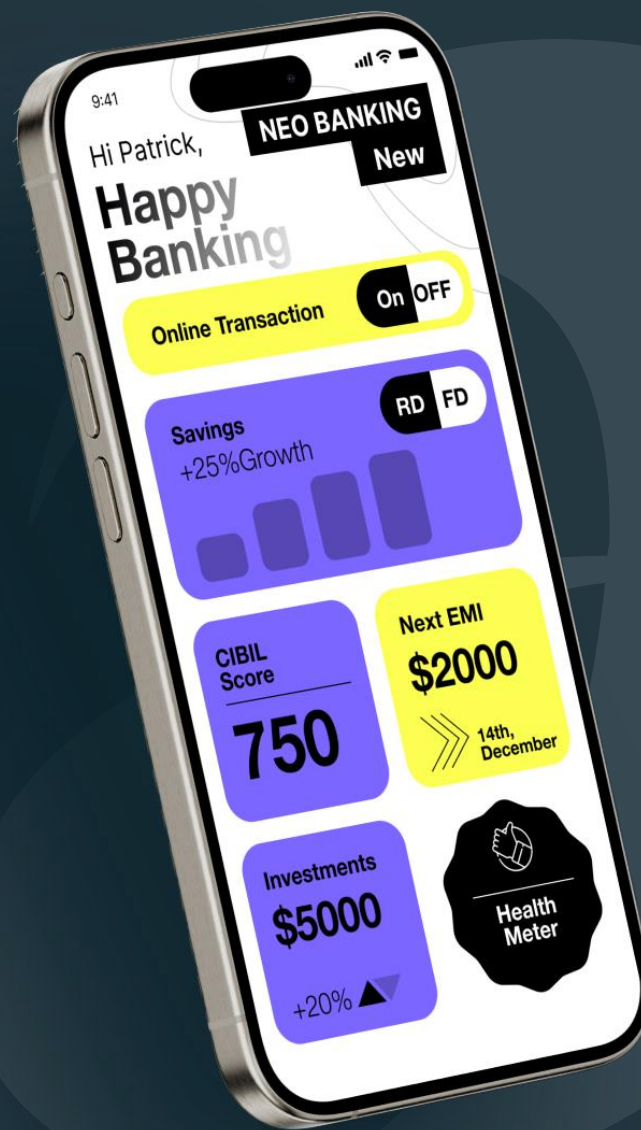 9:41
NEO BANKING
New
Hi Patrick,
Happy
Banking
Online Transaction
On OFF
Savings
+25%Growth
RD FD
CIBIL
Score
750
Next EMI
$2000
14th,
December
Investments
$5000
+20%
Health
Meter